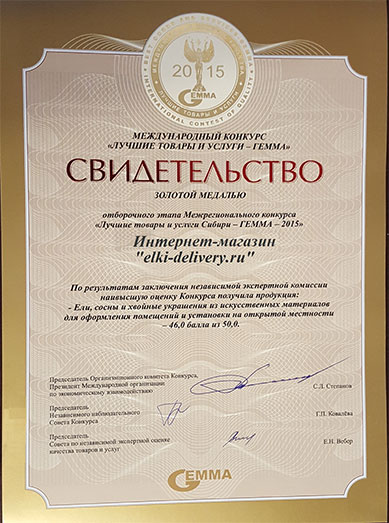 INTERNATIONAL CONTEST OF QUALITY
2015
ЛУЧШИЕ ТОВАРЫ И УСЛУГИ
GEMMA
МЕЖДУНАРОДНЫЙ КОНКУРС
«ЛУЧШИЕ ТОВАРЫ И УСЛУГИ – ГЕММА»
СВИДЕТЕЛЬСТВО
ЗОЛОТОЙ МЕДАЛЬЮ
отборочного этапа Межрегионального конкурса
«Лучшие товары и услуги Сибири – ГЕММА – 2015»
Интернет-магазин
"elki-delivery.ru"
По результатам заключения независимой экспертной комиссии
наивысшую оценку Конкурса получила продукция:
- Ели, сосны и хвойные украшения из искусственных материалов
для оформления помещений и установки на открытой местности
– 46,0 балла из 50,0.
Председатель Организационного комитета Конкурса,
Президент Международной организации
по экономическому взаимодействию
С.Д. Степанов
Председатель
Независимого наблюдательного
Совета Конкурса
Г.П. Ковалёва
Председатель
Совета по независимой экспертной оценке
качества товаров и услуг
Е.Н. Вебер
GEMMA